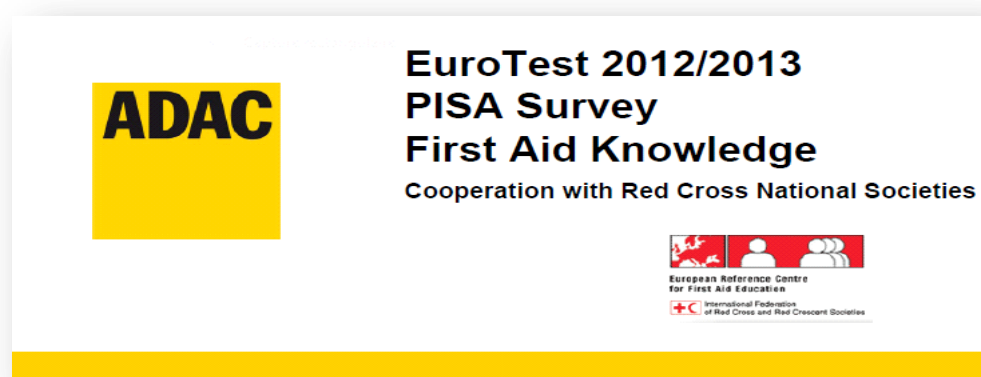 ADAC
EuroTest 2012/2013
PISA Survey
First Aid Knowledge
Cooperation with Red Cross National Societies
European Reference Centre
for First Aid Education
International Federation
of Red Cross and Red Crescent Societies